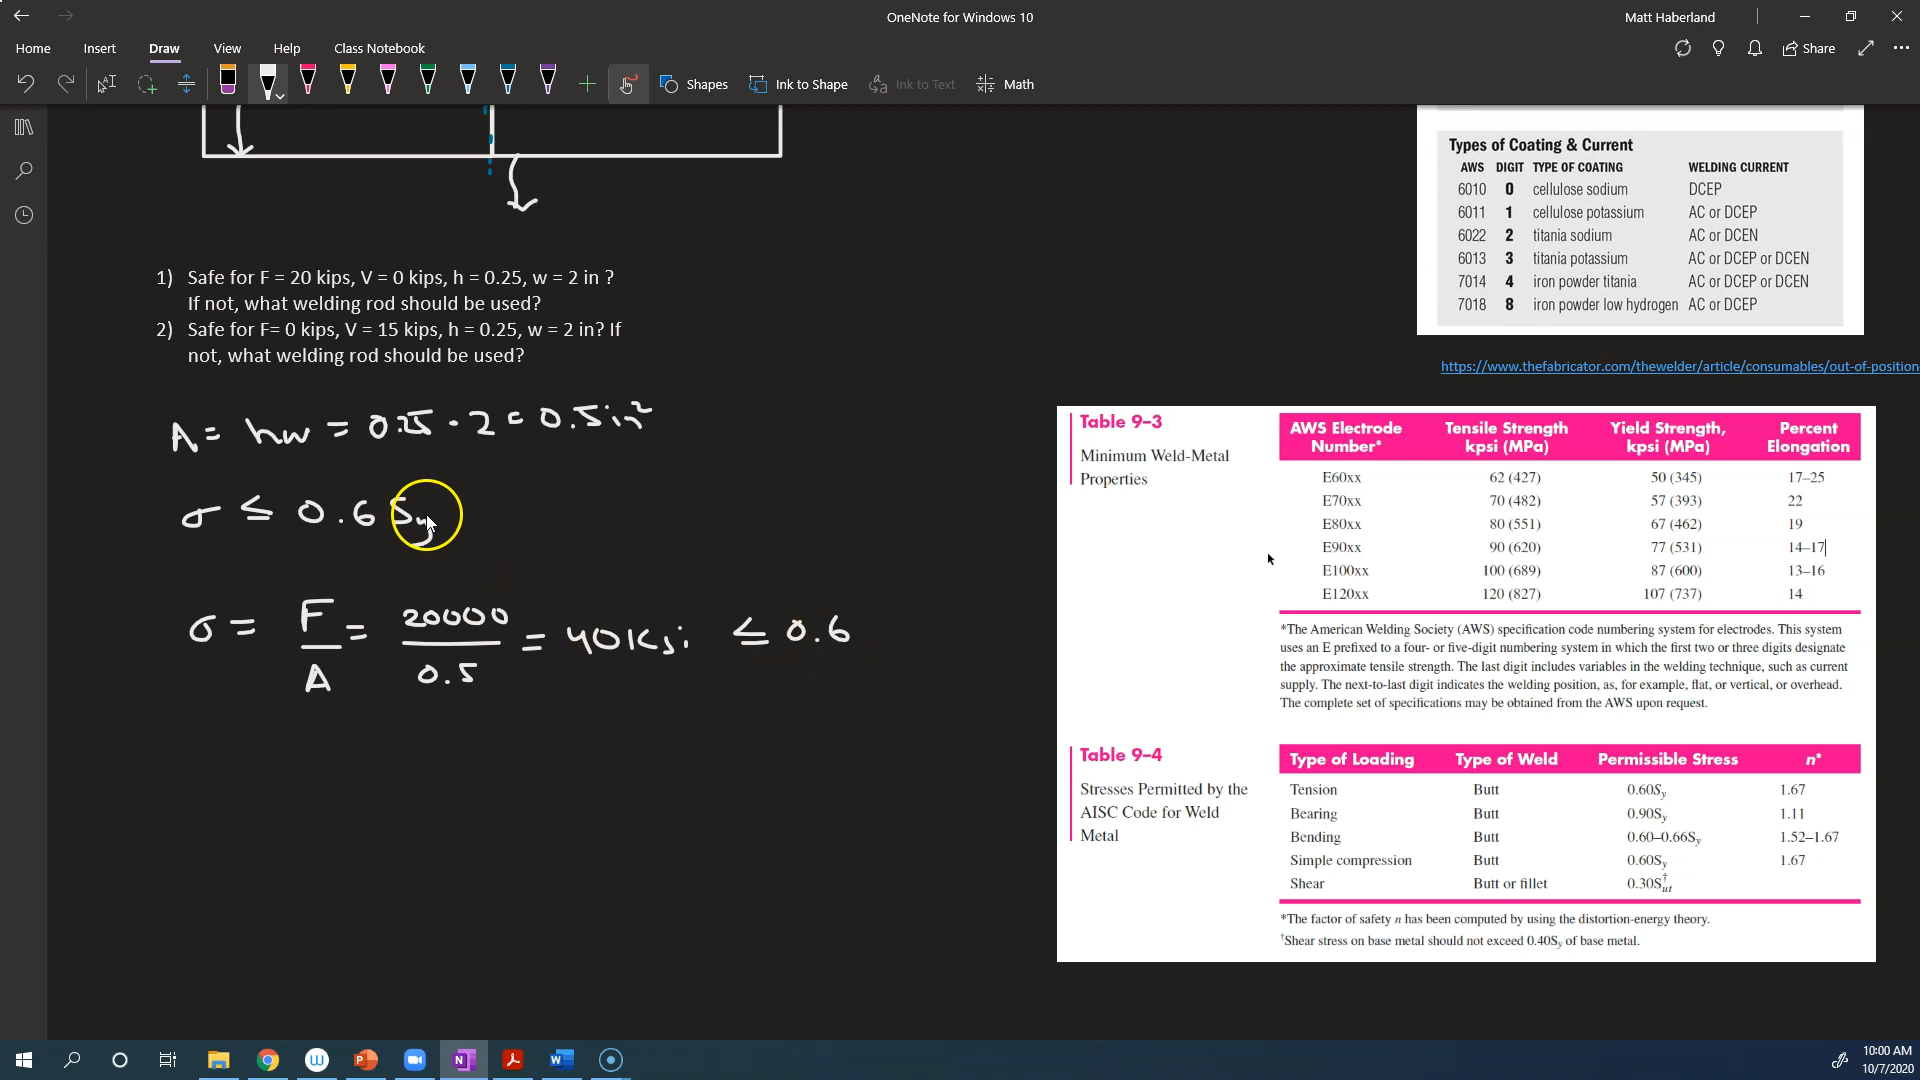 OneNote for Windows 10
Matt Haberland
Home Insert Draw View Help Class Notebook
Share
Shapes Ink to Shape Ink to Text Math
Types of Coating & Current
AWS DIGIT TYPE OF COATING WELDING CURRENT
6010 0 cellulose sodium DCEP
6011 1 cellulose potassium AC or DCEP
6022 2 titania sodium AC or DCEN
6013 3 titania potassium AC or DCEP or DCEN
7014 4 iron powder titania AC or DCEP or DCEN
7018 8 iron powder low hydrogen AC or DCEP
https://www.thefabricator.com/thewelder/article/consumables/out-of-position
1) Safe for F = 20 kips, V = 0 kips, h = 0.25, w = 2 in ?
If not, what welding rod should be used?
2) Safe for F= 0 kips, V = 15 kips, h = 0.25, w = 2 in? If
not, what welding rod should be used?
A = hw = 0.25 · 2 = 0.5 in²
σ ≤ 0.6 Sy
σ = F/A = 20000/0.5 = 40 Ksi ≤ 0.6
Table 9–3
Minimum Weld-Metal
Properties
AWS Electrode Number* Tensile Strength kpsi (MPa) Yield Strength, kpsi (MPa) Percent Elongation
E60xx 62 (427) 50 (345) 17–25
E70xx 70 (482) 57 (393) 22
E80xx 80 (551) 67 (462) 19
E90xx 90 (620) 77 (531) 14–17
E100xx 100 (689) 87 (600) 13–16
E120xx 120 (827) 107 (737) 14
*The American Welding Society (AWS) specification code numbering system for electrodes. This system
uses an E prefixed to a four- or five-digit numbering system in which the first two or three digits designate
the approximate tensile strength. The last digit includes variables in the welding technique, such as current
supply. The next-to-last digit indicates the welding position, as, for example, flat, or vertical, or overhead.
The complete set of specifications may be obtained from the AWS upon request.
Table 9–4
Stresses Permitted by the
AISC Code for Weld
Metal
Type of Loading Type of Weld Permissible Stress n*
Tension Butt 0.60Sy 1.67
Bearing Butt 0.90Sy 1.11
Bending Butt 0.60–0.66Sy 1.52–1.67
Simple compression Butt 0.60Sy 1.67
Shear Butt or fillet 0.30Sut†
*The factor of safety n has been computed by using the distortion-energy theory.
†Shear stress on base metal should not exceed 0.40Sy of base metal.
10:00 AM
10/7/2020